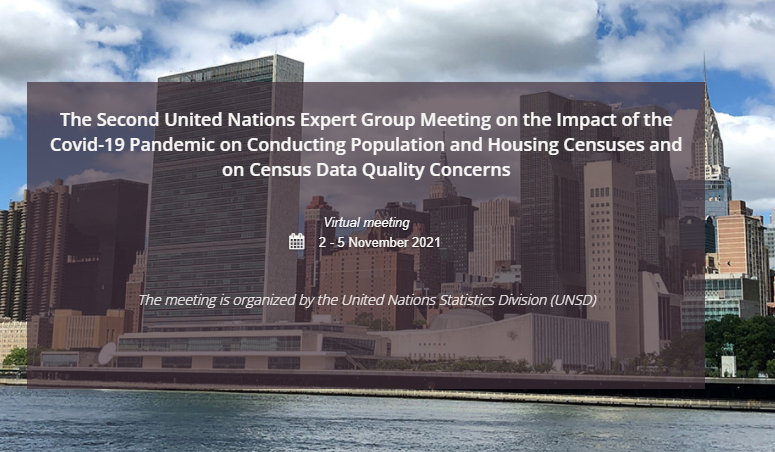 The Second United Nations Expert Group Meeting on the Impact of the
Covid-19 Pandemic on Conducting Population and Housing Censuses and
on Census Data Quality Concerns
Virtual meeting
2 - 5 November 2021
The meeting is organized by the United Nations Statistics Division (UNSD)